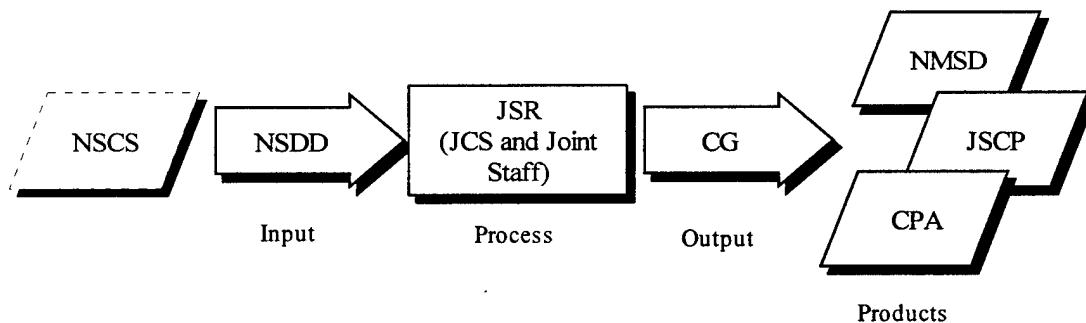 NSCS
NSDD
JSR
(JCS and Joint
Staff)
CG
NMSD
JSCP
CPA
Input
Process
Output
Products